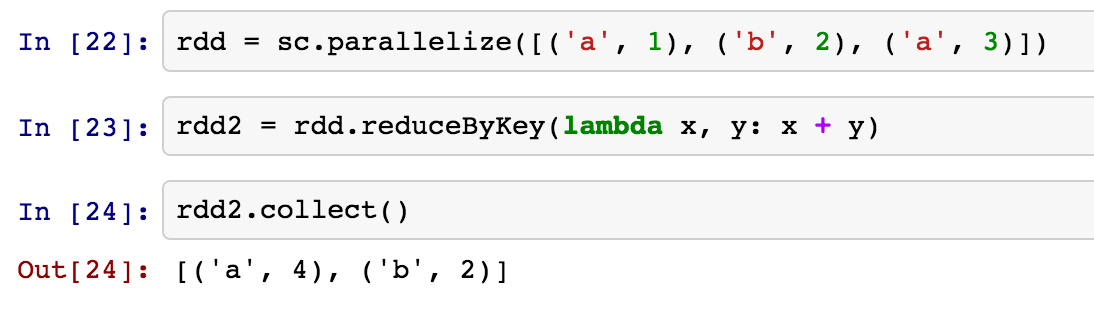 In [22]: rdd = sc.parallelize([('a', 1), ('b', 2), ('a', 3)])
In [23]: rdd2 = rdd.reduceByKey(lambda x, y: x + y)
In [24]: rdd2.collect()
Out[24]: [('a', 4), ('b', 2)]